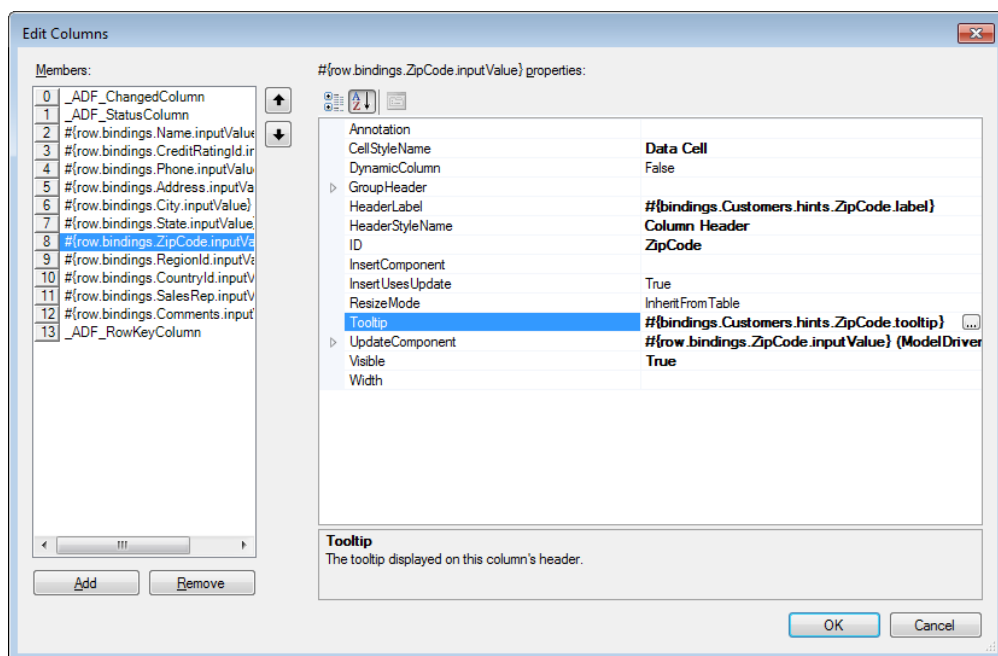 Edit Columns
Members:
0 _ADF_ChangedColumn
1 _ADF_StatusColumn
2 #{row.bindings.Name.inputValue
3 #{row.bindings.CreditRatingId.in
4 #{row.bindings.Phone.inputValu
5 #{row.bindings.Address.inputVa
6 #{row.bindings.City.inputValue}
7 #{row.bindings.State.inputValue
8 #{row.bindings.ZipCode.inputVa
9 #{row.bindings.RegionId.inputVa
10 #{row.bindings.CountryId.inputV
11 #{row.bindings.SalesRep.inputV
12 #{row.bindings.Comments.input
13 _ADF_RowKeyColumn
Add Remove
#{row.bindings.ZipCode.inputValue} properties:
Annotation
CellStyleName Data Cell
DynamicColumn False
GroupHeader
HeaderLabel #{bindings.Customers.hints.ZipCode.label}
HeaderStyleName Column Header
ID ZipCode
InsertComponent
InsertUsesUpdate True
ResizeMode InheritFromTable
Tooltip #{bindings.Customers.hints.ZipCode.tooltip} ...
UpdateComponent #{row.bindings.ZipCode.inputValue} (ModelDriven
Visible True
Width
Tooltip
The tooltip displayed on this column's header.
OK Cancel